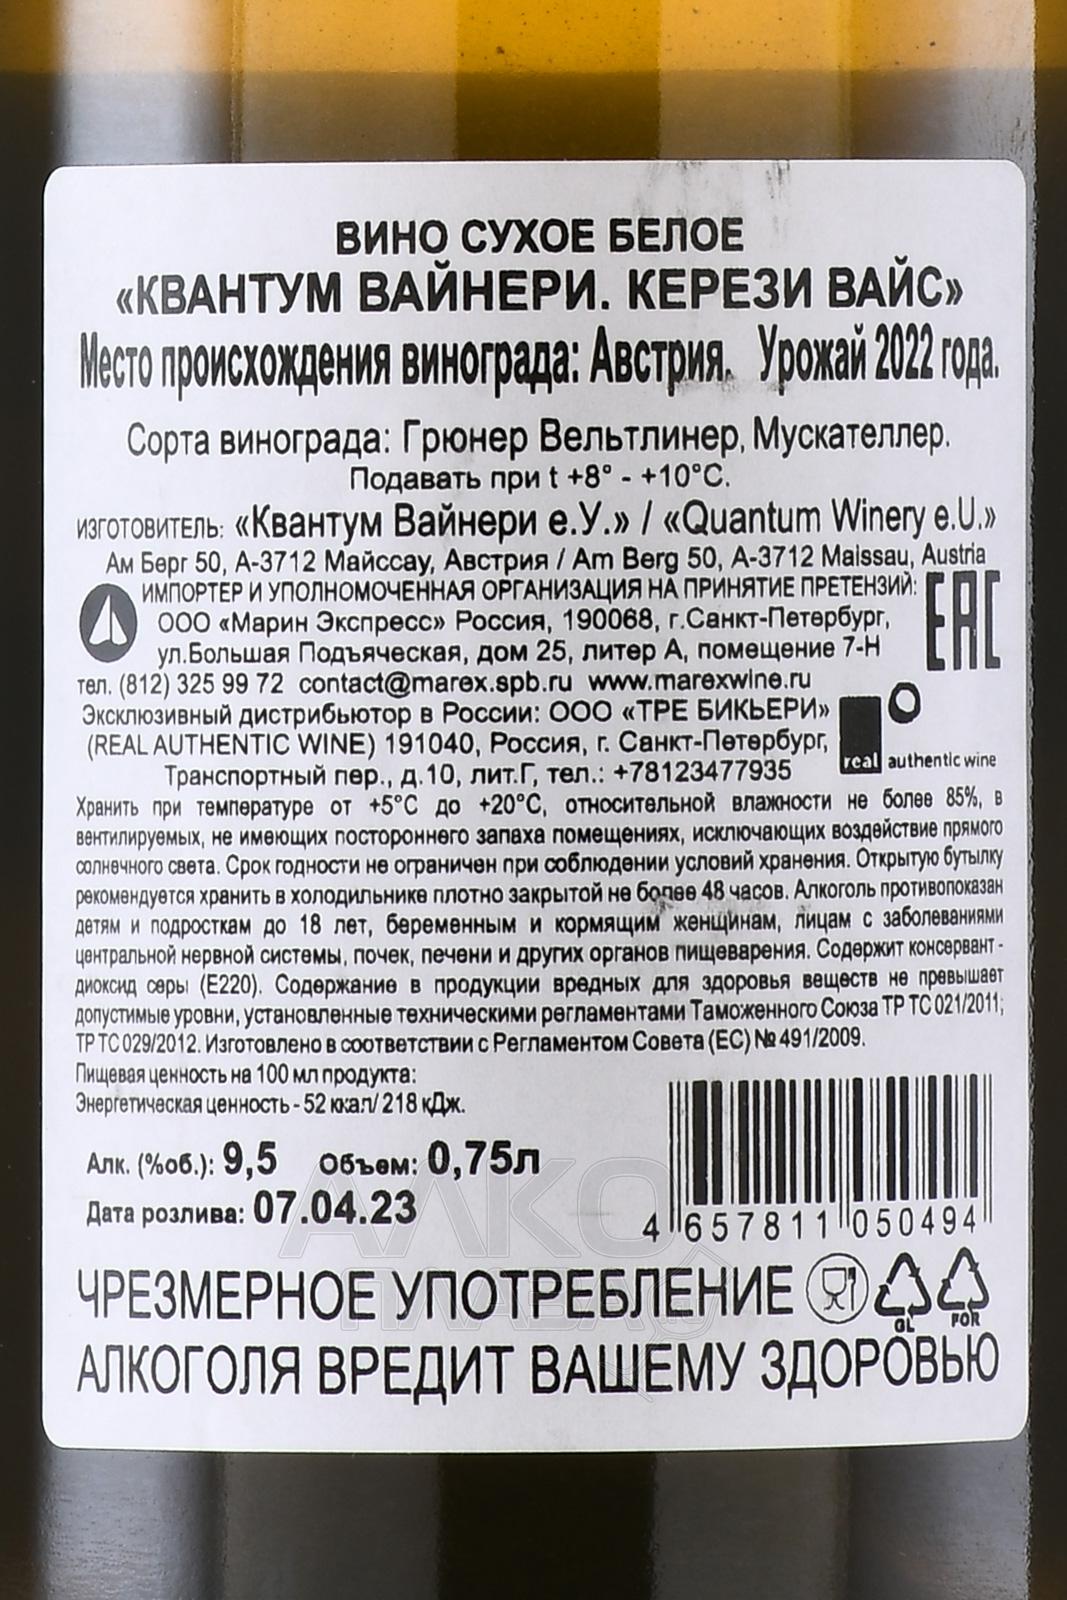 ВИНО СУХОЕ БЕЛОЕ
«КВАНТУМ ВАЙНЕРИ. КЕРЕЗИ ВАЙС»
Место происхождения винограда: Австрия. Урожай 2022 года.
Сорта винограда: Грюнер Вельтлинер, Мускателлер.
Подавать при t +8° - +10°С.
ИЗГОТОВИТЕЛЬ: «Квантум Вайнери е.У.» / «Quantum Winery e.U.»
Ам Берг 50, А-3712 Майссау, Австрия / Am Berg 50, A-3712 Maissau, Austria
ИМПОРТЕР И УПОЛНОМОЧЕННАЯ ОРГАНИЗАЦИЯ НА ПРИНЯТИЕ ПРЕТЕНЗИЙ:
EAC
ООО «Марин Экспресс» Россия, 190068, г.Санкт-Петербург,
ул.Большая Подъяческая, дом 25, литер А, помещение 7-Н
тел. (812) 325 99 72 contact@marex.spb.ru www.marexwine.ru
Эксклюзивный дистрибьютор в России: ООО «ТРЕ БИКЬЕРИ»
(REAL AUTHENTIC WINE) 191040, Россия, г. Санкт-Петербург,
real authentic wine
Транспортный пер., д.10, лит.Г, тел.: +78123477935
Хранить при температуре от +5°С до +20°С, относительной влажности не более 85%, в
вентилируемых, не имеющих постороннего запаха помещениях, исключающих воздействие прямого
солнечного света. Срок годности не ограничен при соблюдении условий хранения. Открытую бутылку
рекомендуется хранить в холодильнике плотно закрытой не более 48 часов. Алкоголь противопоказан
детям и подросткам до 18 лет, беременным и кормящим женщинам, лицам с заболеваниями
центральной нервной системы, почек, печени и других органов пищеварения. Содержит консервант -
диоксид серы (Е220). Содержание в продукции вредных для здоровья веществ не превышает
допустимые уровни, установленные техническими регламентами Таможенного Союза ТР ТС 021/2011;
ТР ТС 029/2012. Изготовлено в соответствии с Регламентом Совета (ЕС) № 491/2009.
Пищевая ценность на 100 мл продукта:
Энергетическая ценность - 52 ккал/ 218 кДж.
Алк. (%об.): 9,5 Объем: 0,75л
Дата розлива: 07.04.23
4 657811 050494
АЛКО
ПЛАЗА
ЧРЕЗМЕРНОЕ УПОТРЕБЛЕНИЕ
GL FOR
АЛКОГОЛЯ ВРЕДИТ ВАШЕМУ ЗДОРОВЬЮ